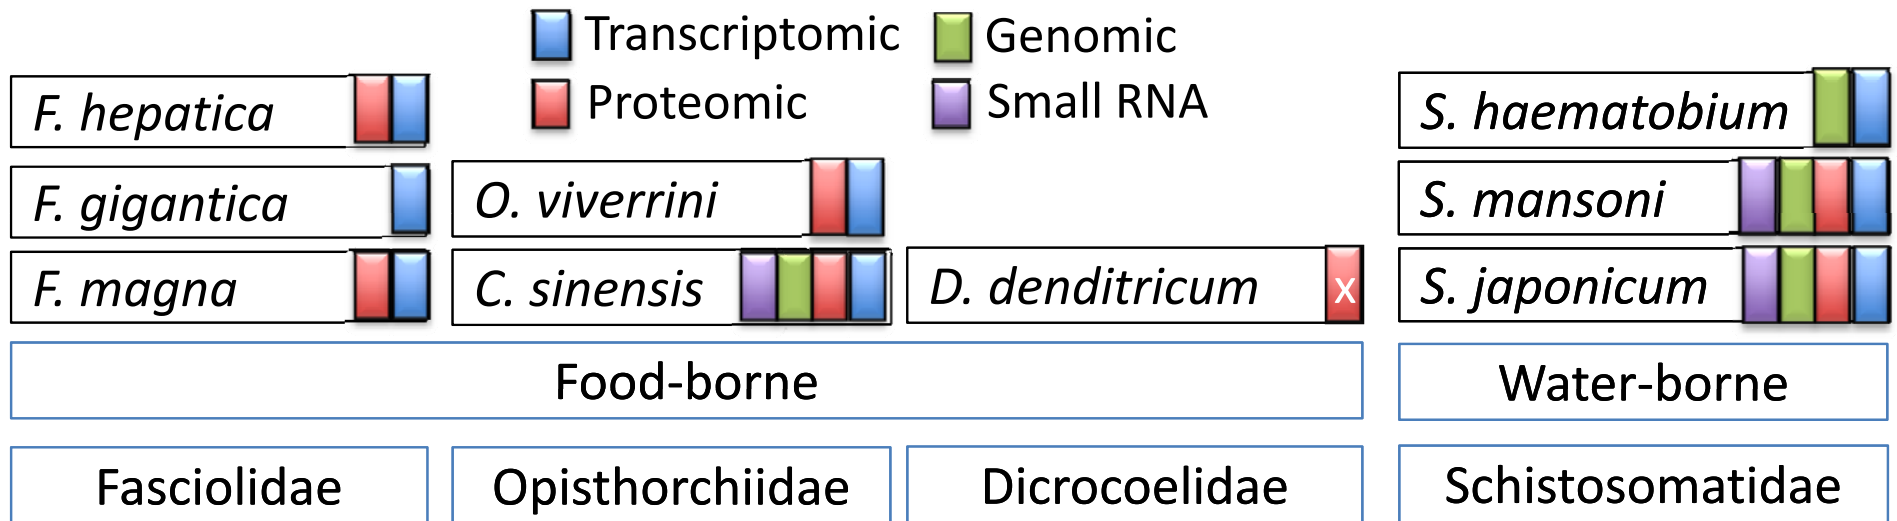 Transcriptomic
Genomic
Proteomic
Small RNA
F. hepatica
F. gigantica
F. magna
O. viverrini
C. sinensis
D. denditricum
x
S. haematobium
S. mansoni
S. japonicum
Food-borne
Water-borne
Fasciolidae
Opisthorchiidae
Dicrocoelidae
Schistosomatidae